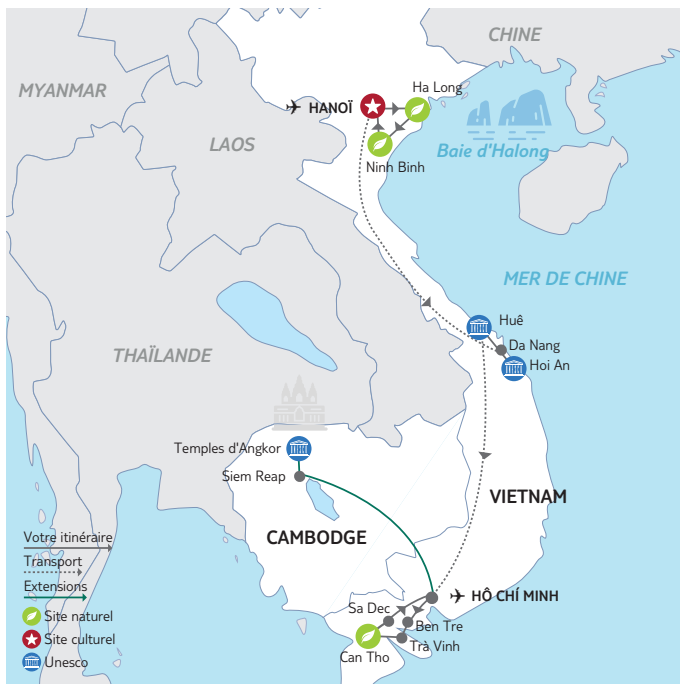 CHINE
MYANMAR
Ha Long
HANOÏ
LAOS
Baie d'Halong
Ninh Binh
MER DE CHINE
Huê
Da Nang
THAÏLANDE
Hoi An
Temples d'Angkor
Siem Reap
VIETNAM
CAMBODGE
Votre itinéraire
Transport
Extensions
Site naturel
Site culturel
Unesco
HÔ CHÍ MINH
Sa Dec
Ben Tre
Trà Vinh
Can Tho